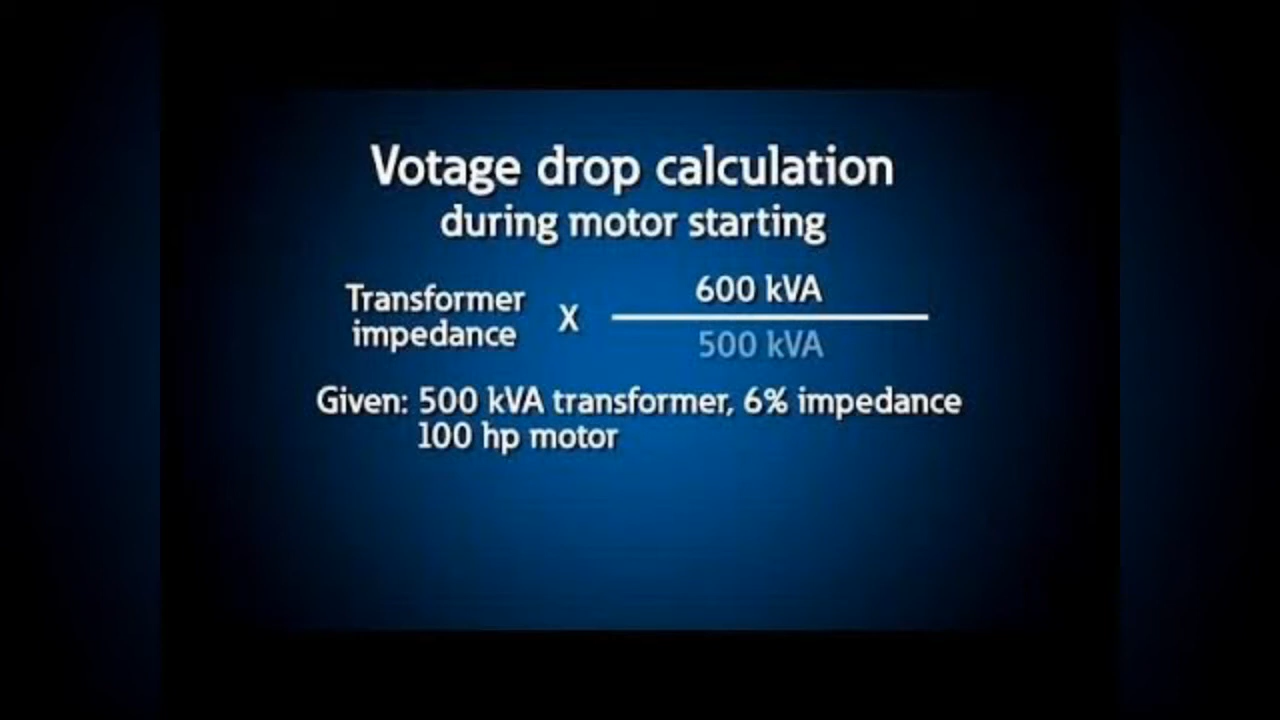 Votage drop calculation
during motor starting
Transformer
impedance
X
600 kVA
500 kVA
Given: 500 kVA transformer, 6% impedance
100 hp motor